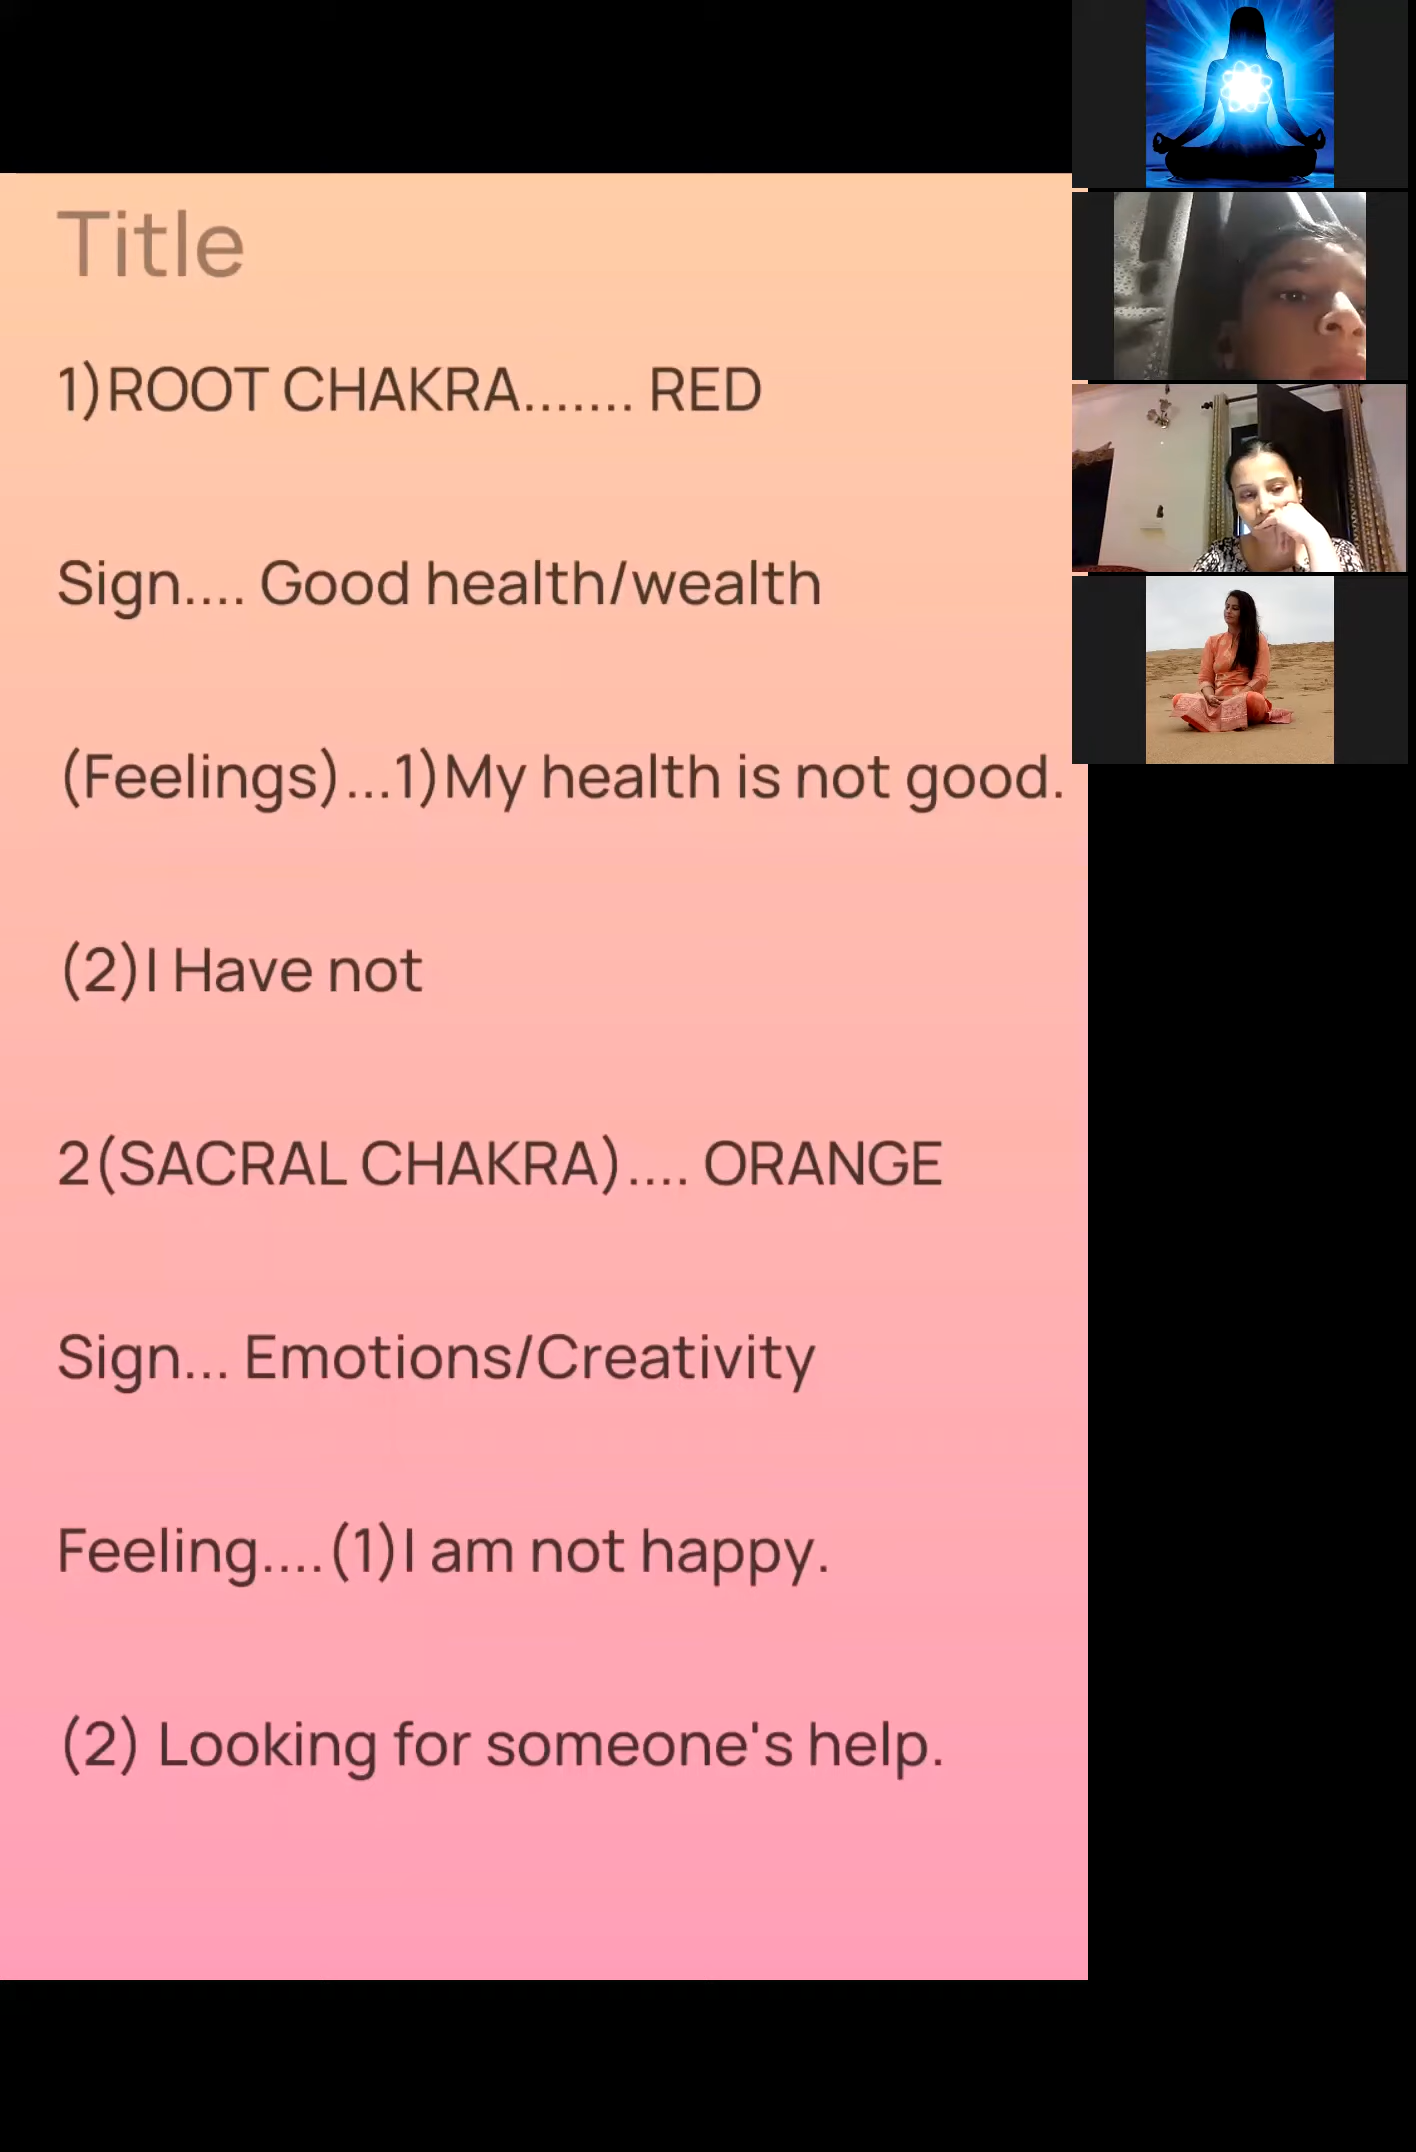 Title
1)ROOT CHAKRA....... RED
Sign.... Good health/wealth
(Feelings)...1)My health is not good.
(2)I Have not
2(SACRAL CHAKRA).... ORANGE
Sign... Emotions/Creativity
Feeling....(1)I am not happy.
(2) Looking for someone's help.